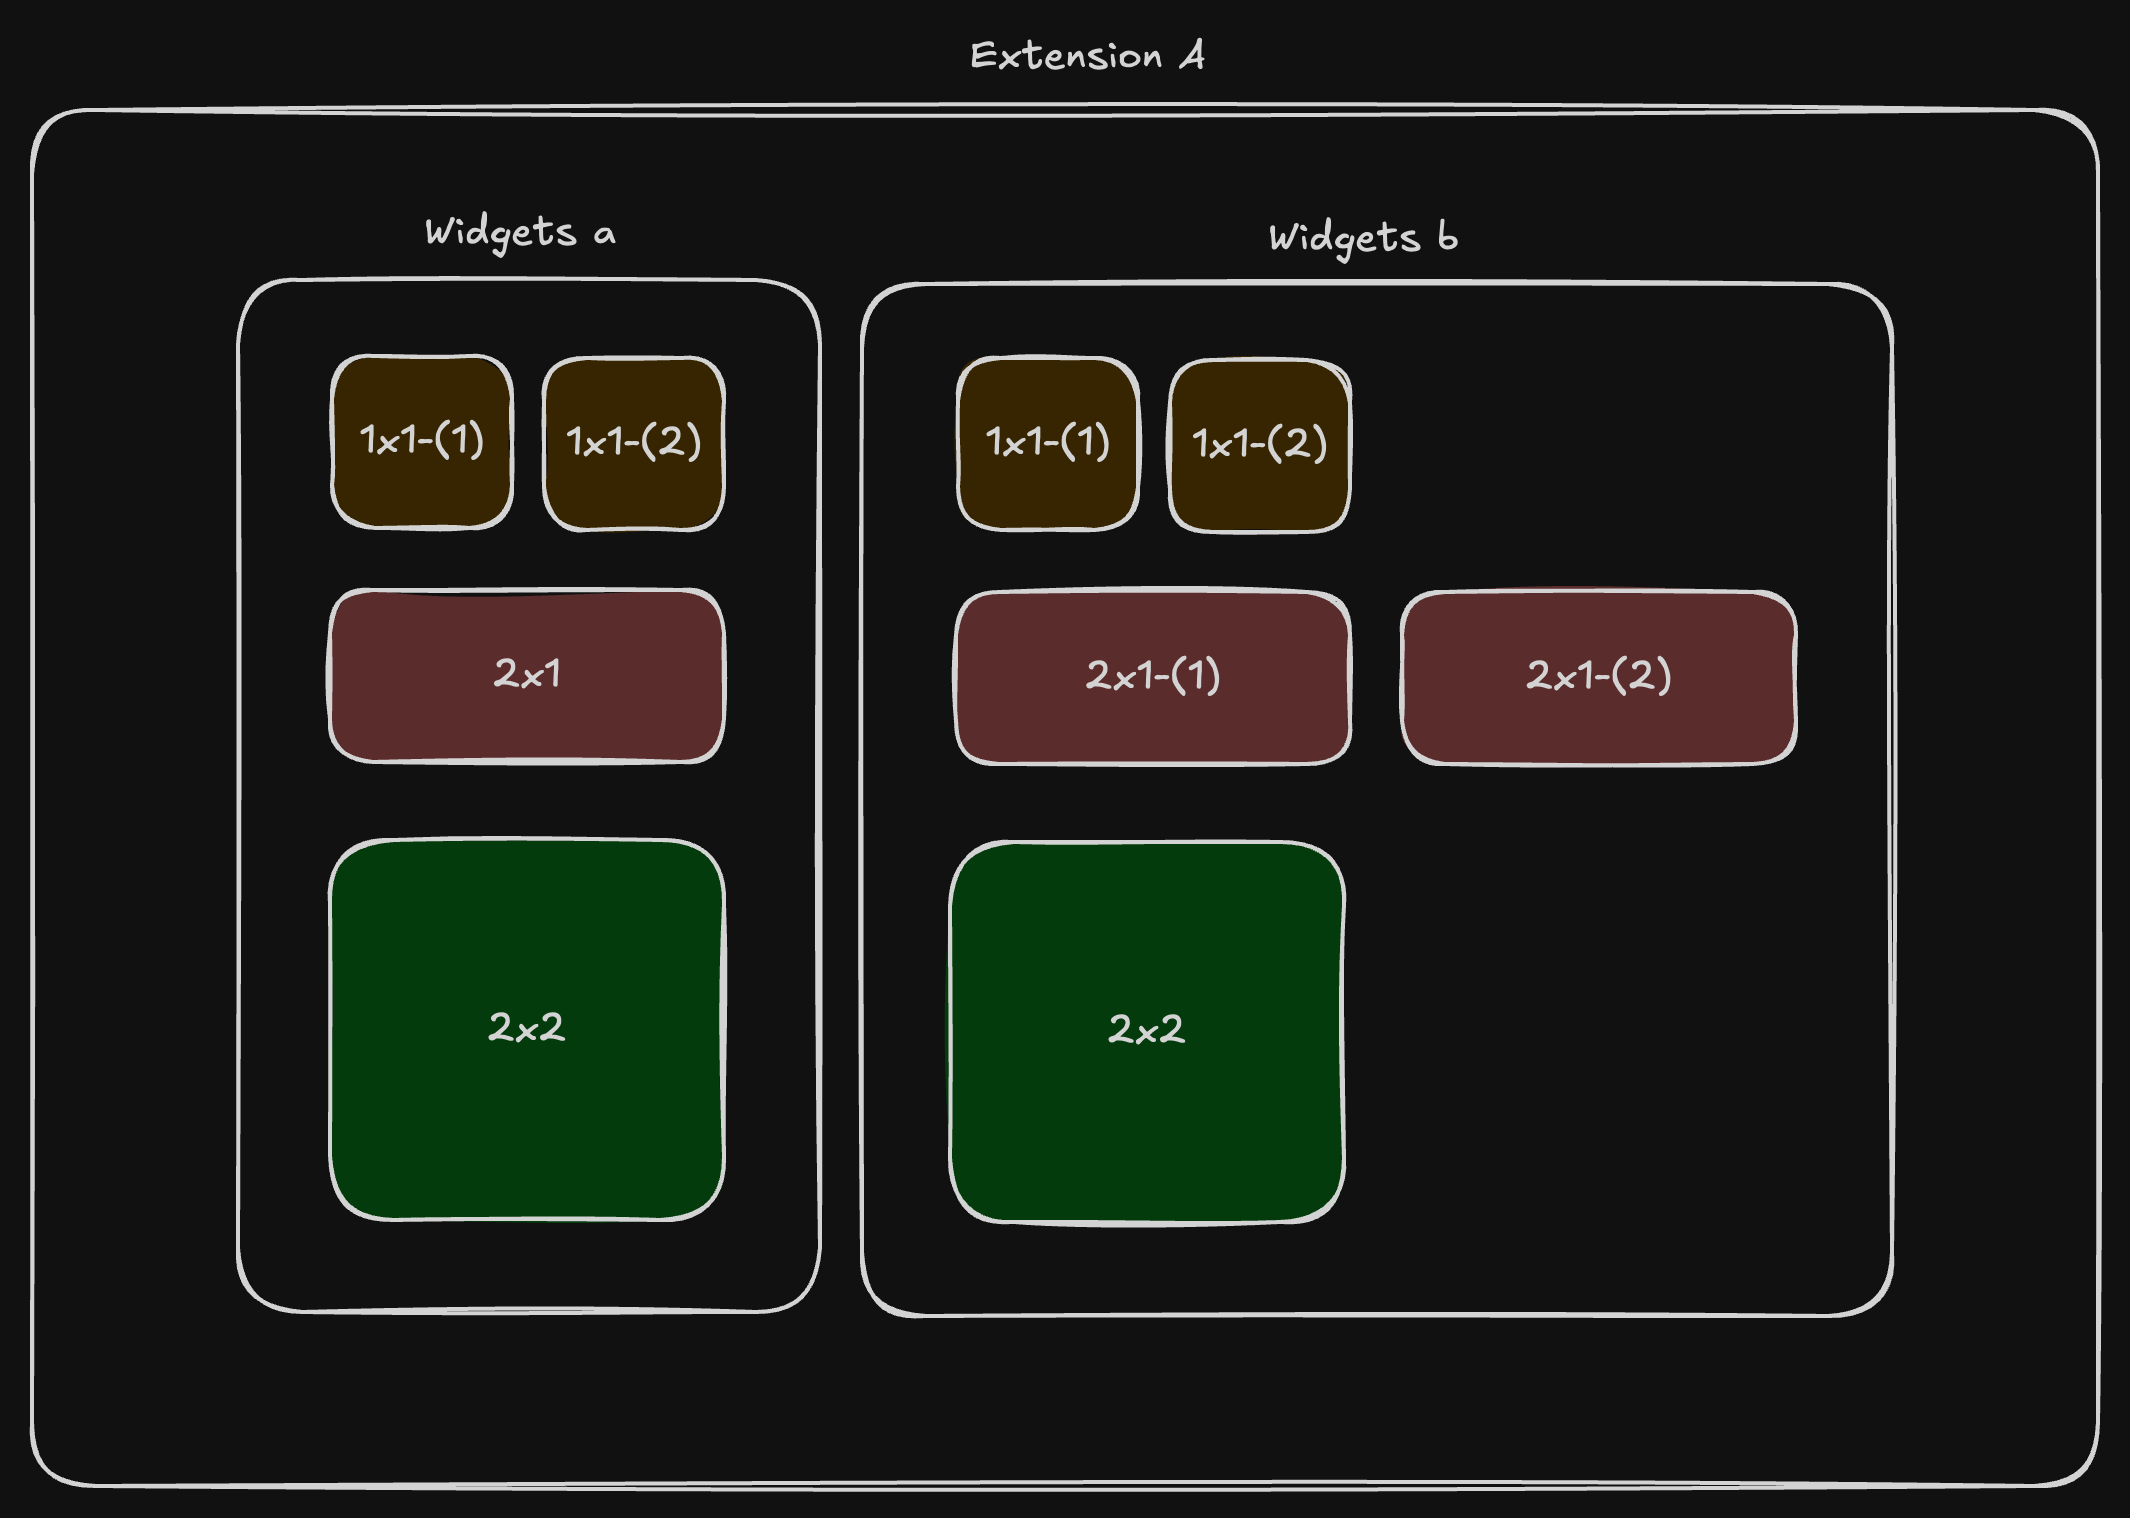 Extension A
Widgets a
1x1-(1)
1x1-(2)
2x1
2x2
Widgets b
1x1-(1)
1x1-(2)
2x1-(1)
2x1-(2)
2x2